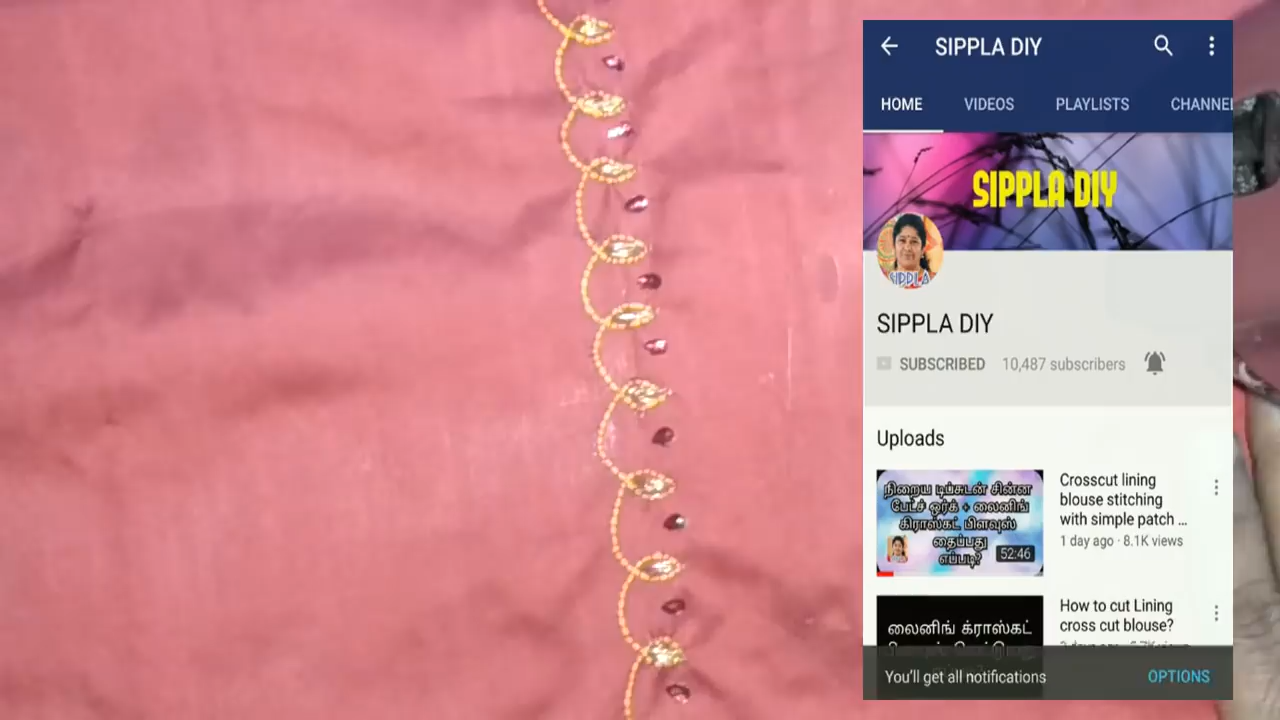 SIPPLA DIY
HOME VIDEOS PLAYLISTS CHANNEL
SIPPLA DIY
SIPPLA
SIPPLA DIY
SUBSCRIBED 10,487 subscribers
Uploads
நிறைய டிப்சுடன் சின்ன
பேட்ச் ஒர்க் + லைனிங்
கிராஸ்கட் பிளவுஸ்
தைப்பது
எப்படி?
52:46
Crosscut lining
blouse stitching
with simple patch ...
1 day ago · 8.1K views
லைனிங் க்ராஸ்கட்
How to cut Lining
cross cut blouse?
You'll get all notifications OPTIONS